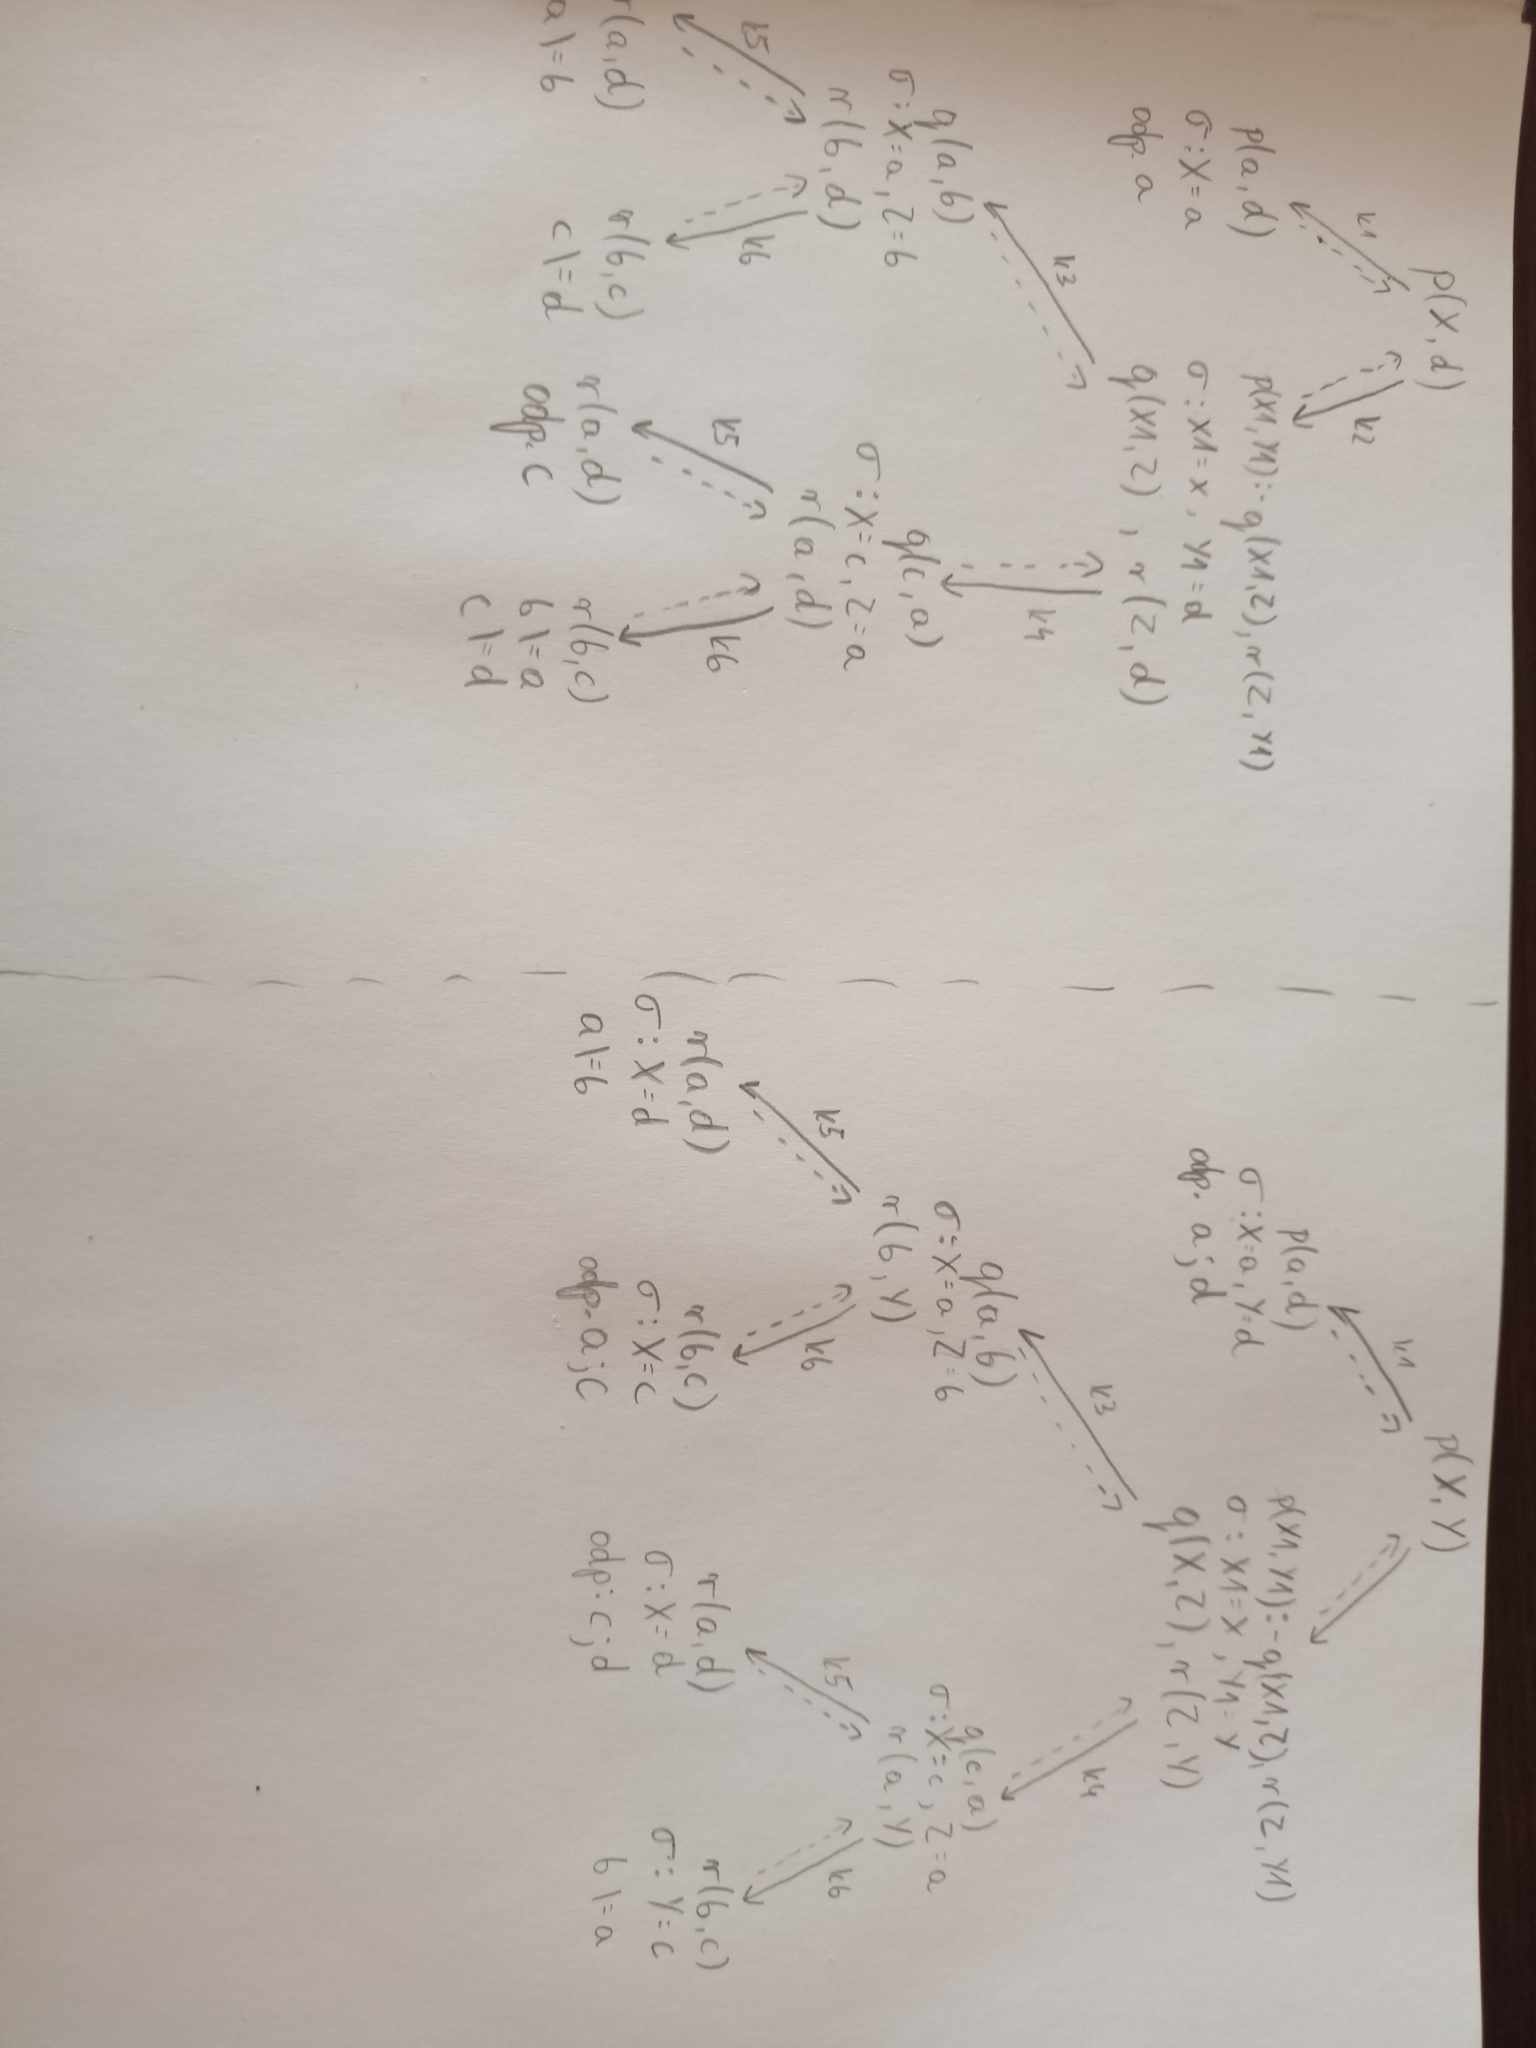 p(X,d)
k1
k2
p(a,d)
σ:X=a
odp. a
p(X1,Y1):-q(X1,Z),r(Z,Y1)
σ:X1=x, Y1=d
q(X1,Z) , r(Z,d)
k3
k4
q(a,b)
σ:X=a,Z=b
r(b,d)
q(c,a)
σ:X=c,Z=a
r(a,d)
k5
k6
k5
k6
r(a,d)
a\=b
r(b,c)
c\=d
r(a,d)
odp. c
r(b,c)
b\=a
c\=d
p(X,Y)
k1
p(a,d)
σ:X=a,Y=d
odp. a;d
p(X1,Y1):-q(X1,Z),r(Z,Y1)
σ: X1=x ,Y1=y
q(X,Z),r(Z,Y)
k3
k4
q(a,b)
σ:X=a,Z=b
r(b,Y)
q(c,a)
σ:X=c,Z=a
r(a,Y)
k5
k6
k5
k6
r(a,d)
σ: X=d
a\=b
r(b,c)
σ:X=c
odp. a;c
r(a,d)
σ:X=d
odp: c;d
r(b,c)
σ: Y=c
b\=a